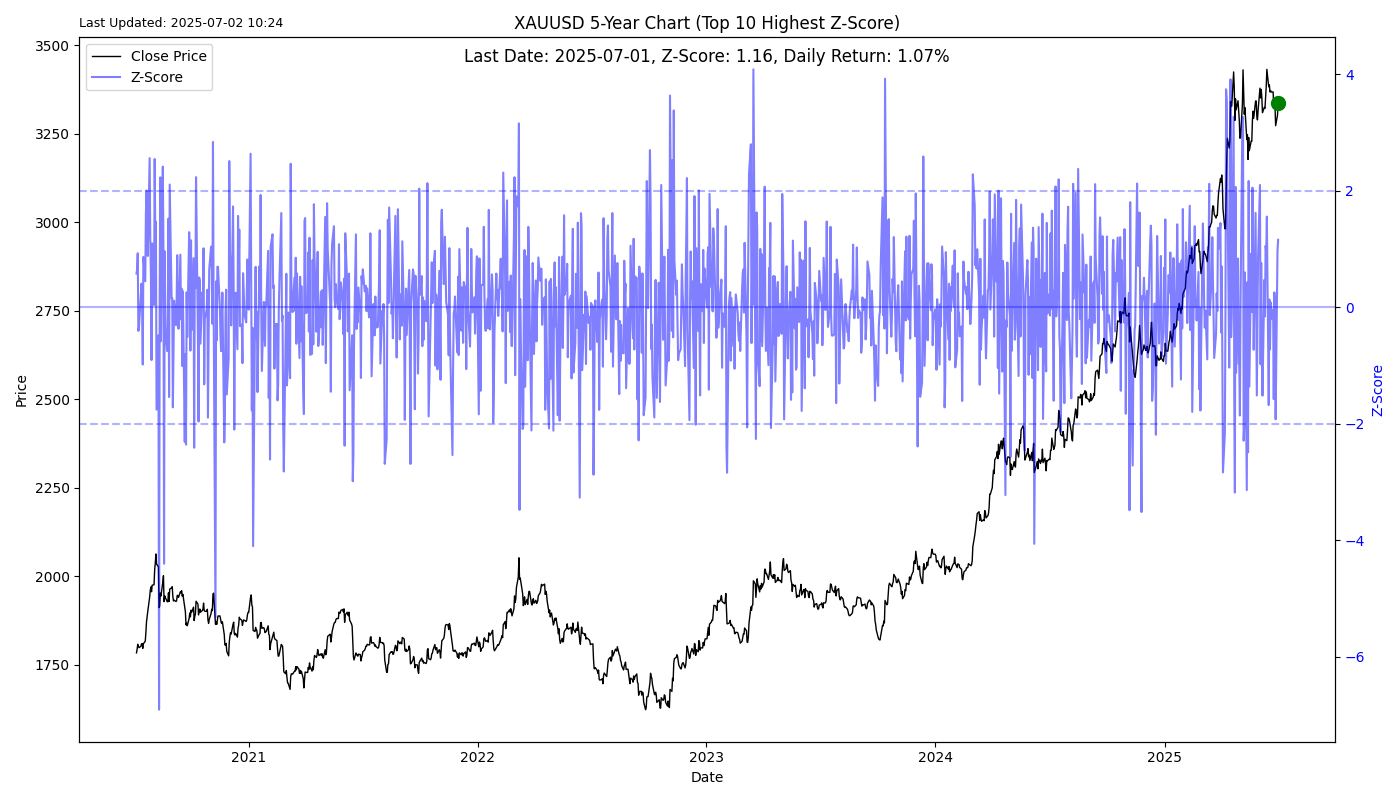 Last Updated: 2025-07-02 10:24
XAUUSD 5-Year Chart (Top 10 Highest Z-Score)
Last Date: 2025-07-01, Z-Score: 1.16, Daily Return: 1.07%
Close Price
Z-Score
3500
3250
3000
2750
2500
2250
2000
1750
Price
4
2
0
−2
−4
−6
Z-Score
2021
2022
2023
2024
2025
Date